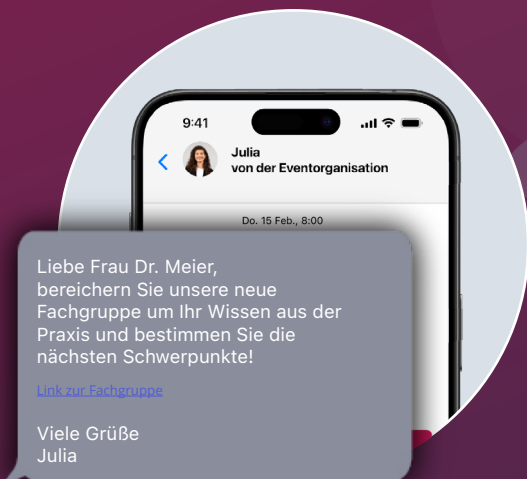 9:41
Julia
von der Eventorganisation
Do. 15 Feb., 8:00
Liebe Frau Dr. Meier,
bereichern Sie unsere neue
Fachgruppe um Ihr Wissen aus der
Praxis und bestimmen Sie die
nächsten Schwerpunkte!
Link zur Fachgruppe
Viele Grüße
Julia